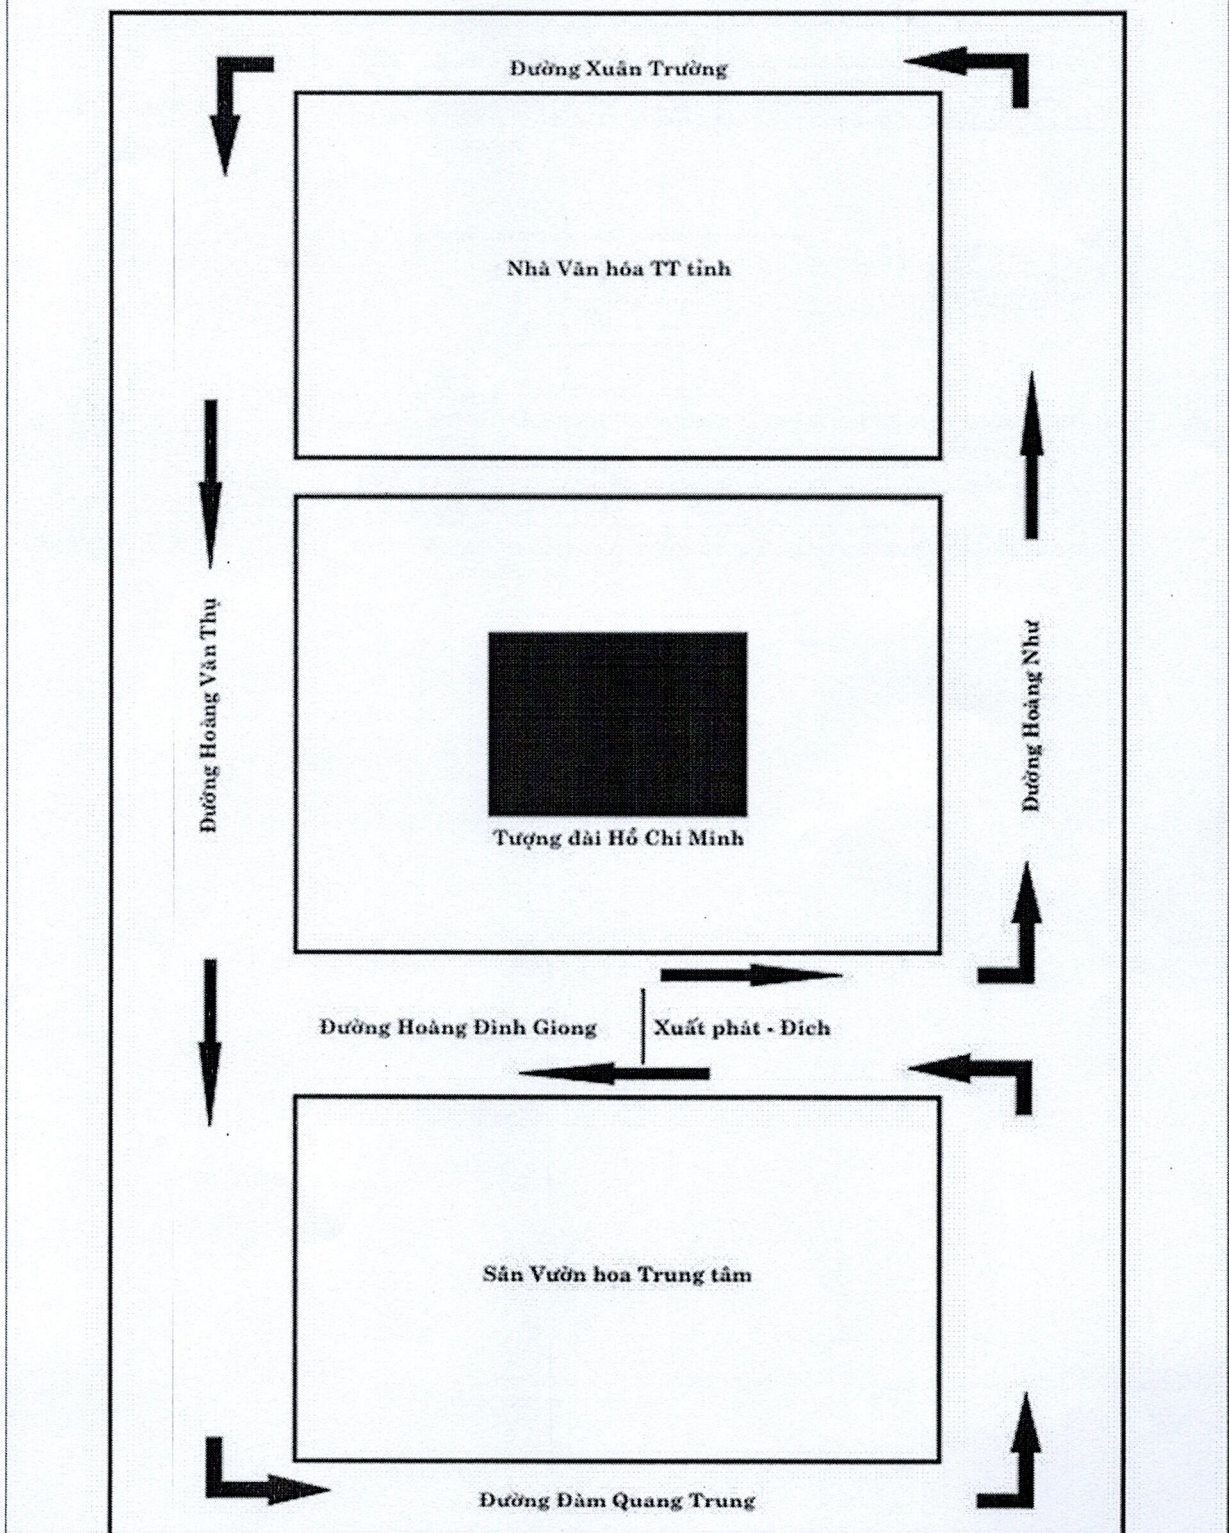 Đường Xuân Trường
Nhà Văn hóa TT tỉnh
Đường Hoàng Văn Thụ
Đường Hoàng Như
Tượng đài Hồ Chí Minh
Đường Hoàng Đình Giong
Xuất phát - Đích
Sân Vườn hoa Trung tâm
Đường Đàm Quang Trung